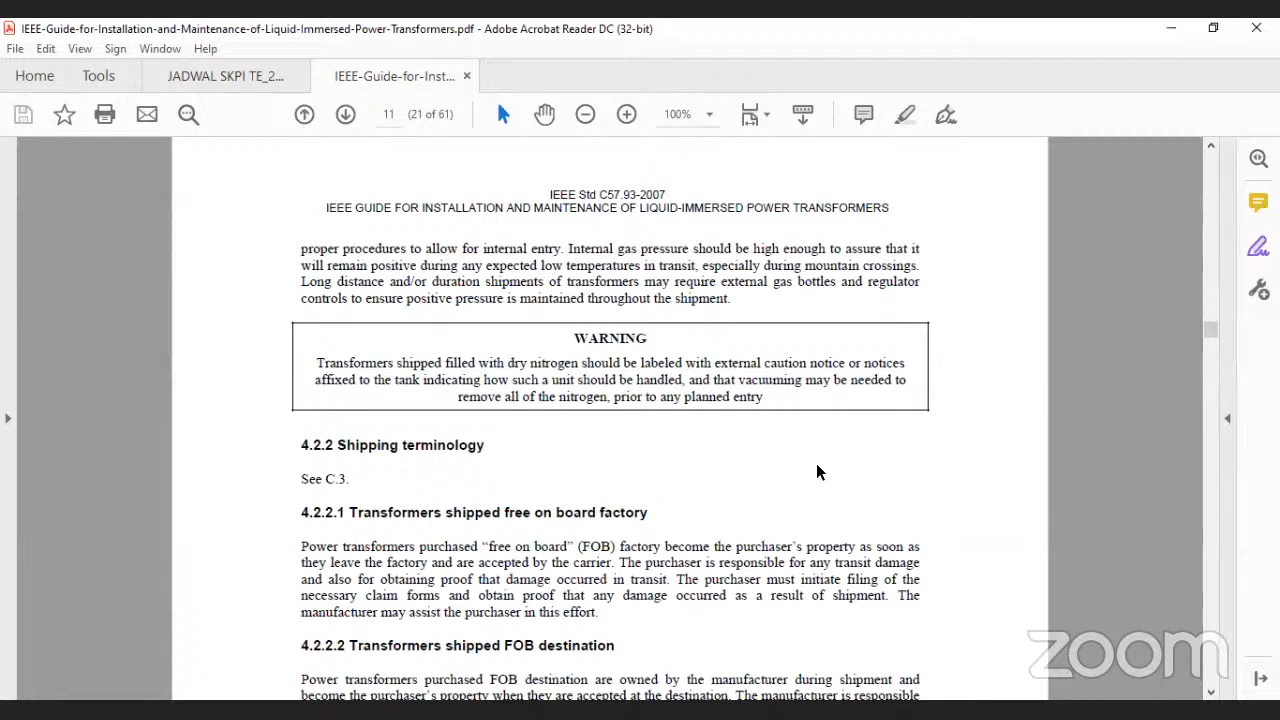 IEEE-Guide-for-Installation-and-Maintenance-of-Liquid-Immersed-Power-Transformers.pdf - Adobe Acrobat Reader DC (32-bit)
File Edit View Sign Window Help
Home Tools JADWAL SKPI TE_2... IEEE-Guide-for-Inst... ×
11 (21 of 61) 100%
IEEE Std C57.93-2007
IEEE GUIDE FOR INSTALLATION AND MAINTENANCE OF LIQUID-IMMERSED POWER TRANSFORMERS
proper procedures to allow for internal entry. Internal gas pressure should be high enough to assure that it
will remain positive during any expected low temperatures in transit, especially during mountain crossings.
Long distance and/or duration shipments of transformers may require external gas bottles and regulator
controls to ensure positive pressure is maintained throughout the shipment.
WARNING
Transformers shipped filled with dry nitrogen should be labeled with external caution notice or notices
affixed to the tank indicating how such a unit should be handled, and that vacuuming may be needed to
remove all of the nitrogen, prior to any planned entry
4.2.2 Shipping terminology
See C.3.
4.2.2.1 Transformers shipped free on board factory
Power transformers purchased “free on board” (FOB) factory become the purchaser’s property as soon as
they leave the factory and are accepted by the carrier. The purchaser is responsible for any transit damage
and also for obtaining proof that damage occurred in transit. The purchaser must initiate filing of the
necessary claim forms and obtain proof that any damage occurred as a result of shipment. The
manufacturer may assist the purchaser in this effort.
4.2.2.2 Transformers shipped FOB destination
Power transformers purchased FOB destination are owned by the manufacturer during shipment and
become the purchaser's property when they are accepted at the destination. The manufacturer is responsible
zoom